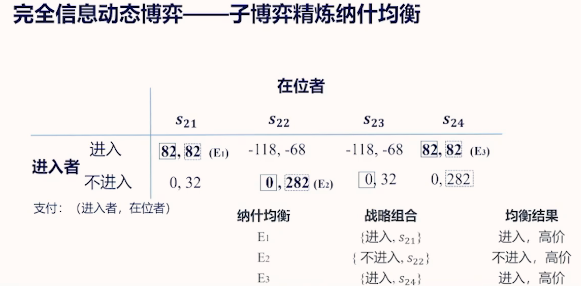 完全信息动态博弈——子博弈精炼纳什均衡
在位者
s₂₁ s₂₂ s₂₃ s₂₄
进入者
进入 82, 82 (E₁) -118, -68 -118, -68 82, 82 (E₃)
不进入 0, 32 0, 282 (E₂) 0, 32 0, 282
支付：（进入者，在位者）
纳什均衡 战略组合 均衡结果
E₁ {进入, s₂₁} 进入，高价
E₂ { 不进入, s₂₂} 不进入，高价
E₃ {进入, s₂₄} 进入，高价